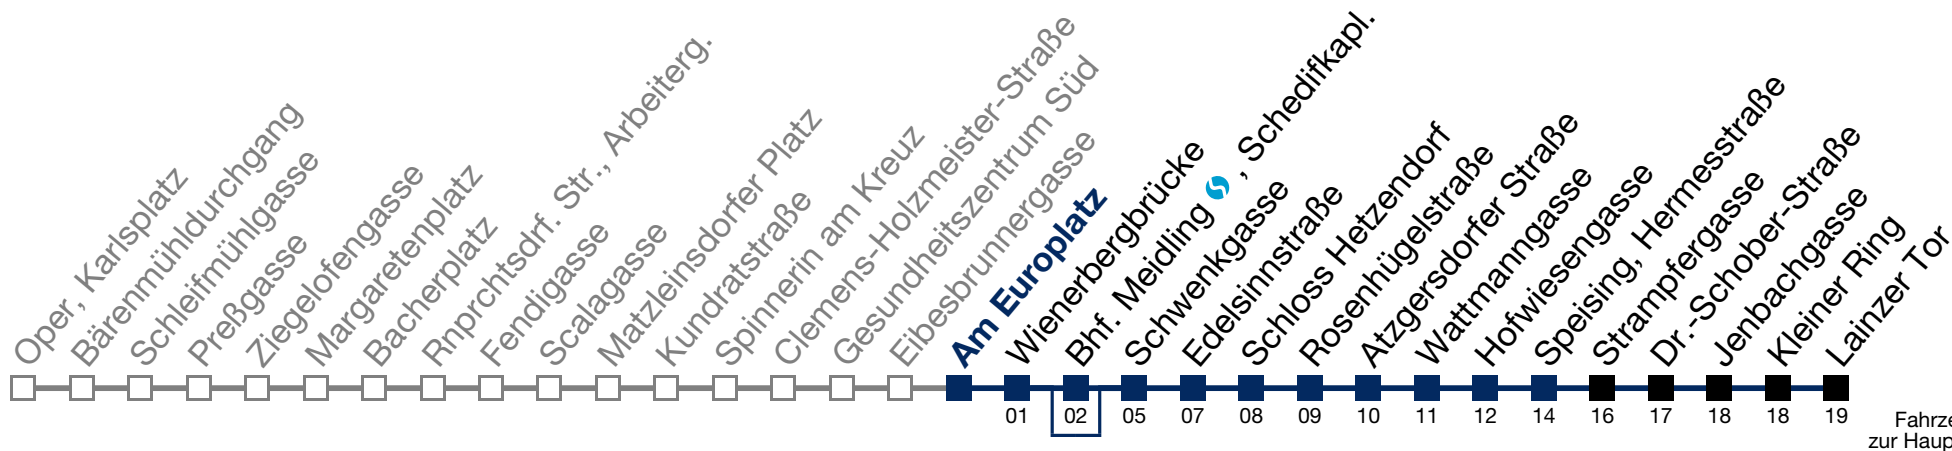 Oper, Karlsplatz
Bärenmühldurchgang
Schleifmühlgasse
Preßgasse
Ziegelofengasse
Margaretenplatz
Bacherplatz
Rnprchtsdrf. Str., Arbeiterg.
Fendigasse
Scalagasse
Matzleinsdorfer Platz
Kundratstraße
Spinnerin am Kreuz
Clemens-Holzmeister-Straße
Gesundheitszentrum Süd
Eibesbrunnergasse
Am Europlatz
Wienerbergbrücke
Bhf. Meidling , Schedifkapl.
Schwenkgasse
Edelsinnstraße
Schloss Hetzendorf
Rosenhügelstraße
Atzgersdorfer Straße
Wattmanngasse
Hofwiesengasse
Speising, Hermesstraße
Strampfergasse
Dr.-Schober-Straße
Jenbachgasse
Kleiner Ring
Lainzer Tor
01 02 05 07 08 09 10 11 12 14 16 17 18 18 19
Fahrze
zur Haup